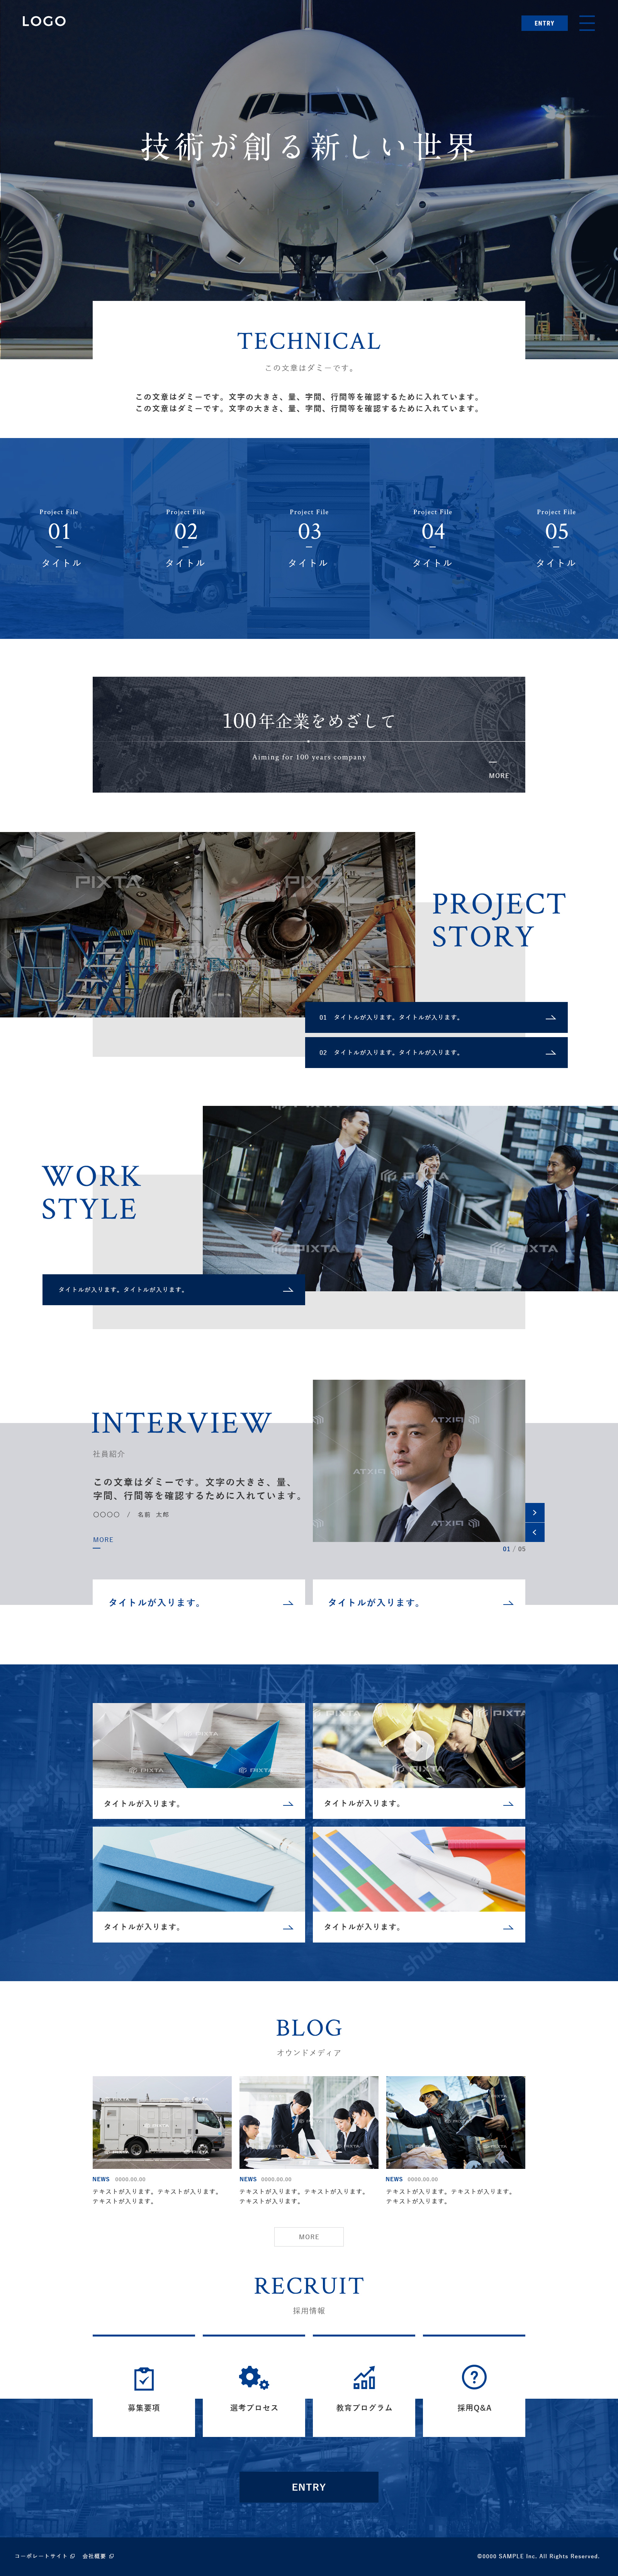 LOGO
ENTRY
技術が創る新しい世界
TECHNICAL
この文章はダミーです。
この文章はダミーです。文字の大きさ、量、字間、行間等を確認するために入れています。
この文章はダミーです。文字の大きさ、量、字間、行間等を確認するために入れています。
Project File
01
タイトル
Project File
02
タイトル
Project File
03
タイトル
Project File
04
タイトル
Project File
05
タイトル
100年企業をめざして
Aiming for 100 years company
MORE
PIXTA
PIXTA
PROJECT
STORY
01 タイトルが入ります。タイトルが入ります。
02 タイトルが入ります。タイトルが入ります。
WORK
STYLE
PIXTA
PIXTA
PIXTA
タイトルが入ります。タイトルが入ります。
INTERVIEW
社員紹介
この文章はダミーです。文字の大きさ、量、
字間、行間等を確認するために入れています。
〇〇〇〇 / 名前 太郎
MORE
01 / 05
タイトルが入ります。
タイトルが入ります。
PIXTA
PIXTA
PIXTA
タイトルが入ります。
タイトルが入ります。
タイトルが入ります。
タイトルが入ります。
shutterstock
BLOG
オウンドメディア
NEWS 0000.00.00
テキストが入ります。テキストが入ります。
テキストが入ります。
NEWS 0000.00.00
テキストが入ります。テキストが入ります。
テキストが入ります。
NEWS 0000.00.00
テキストが入ります。テキストが入ります。
テキストが入ります。
MORE
RECRUIT
採用情報
募集要項
選考プロセス
教育プログラム
採用Q&A
ENTRY
コーポレートサイト
会社概要
©0000 SAMPLE Inc. All Rights Reserved.